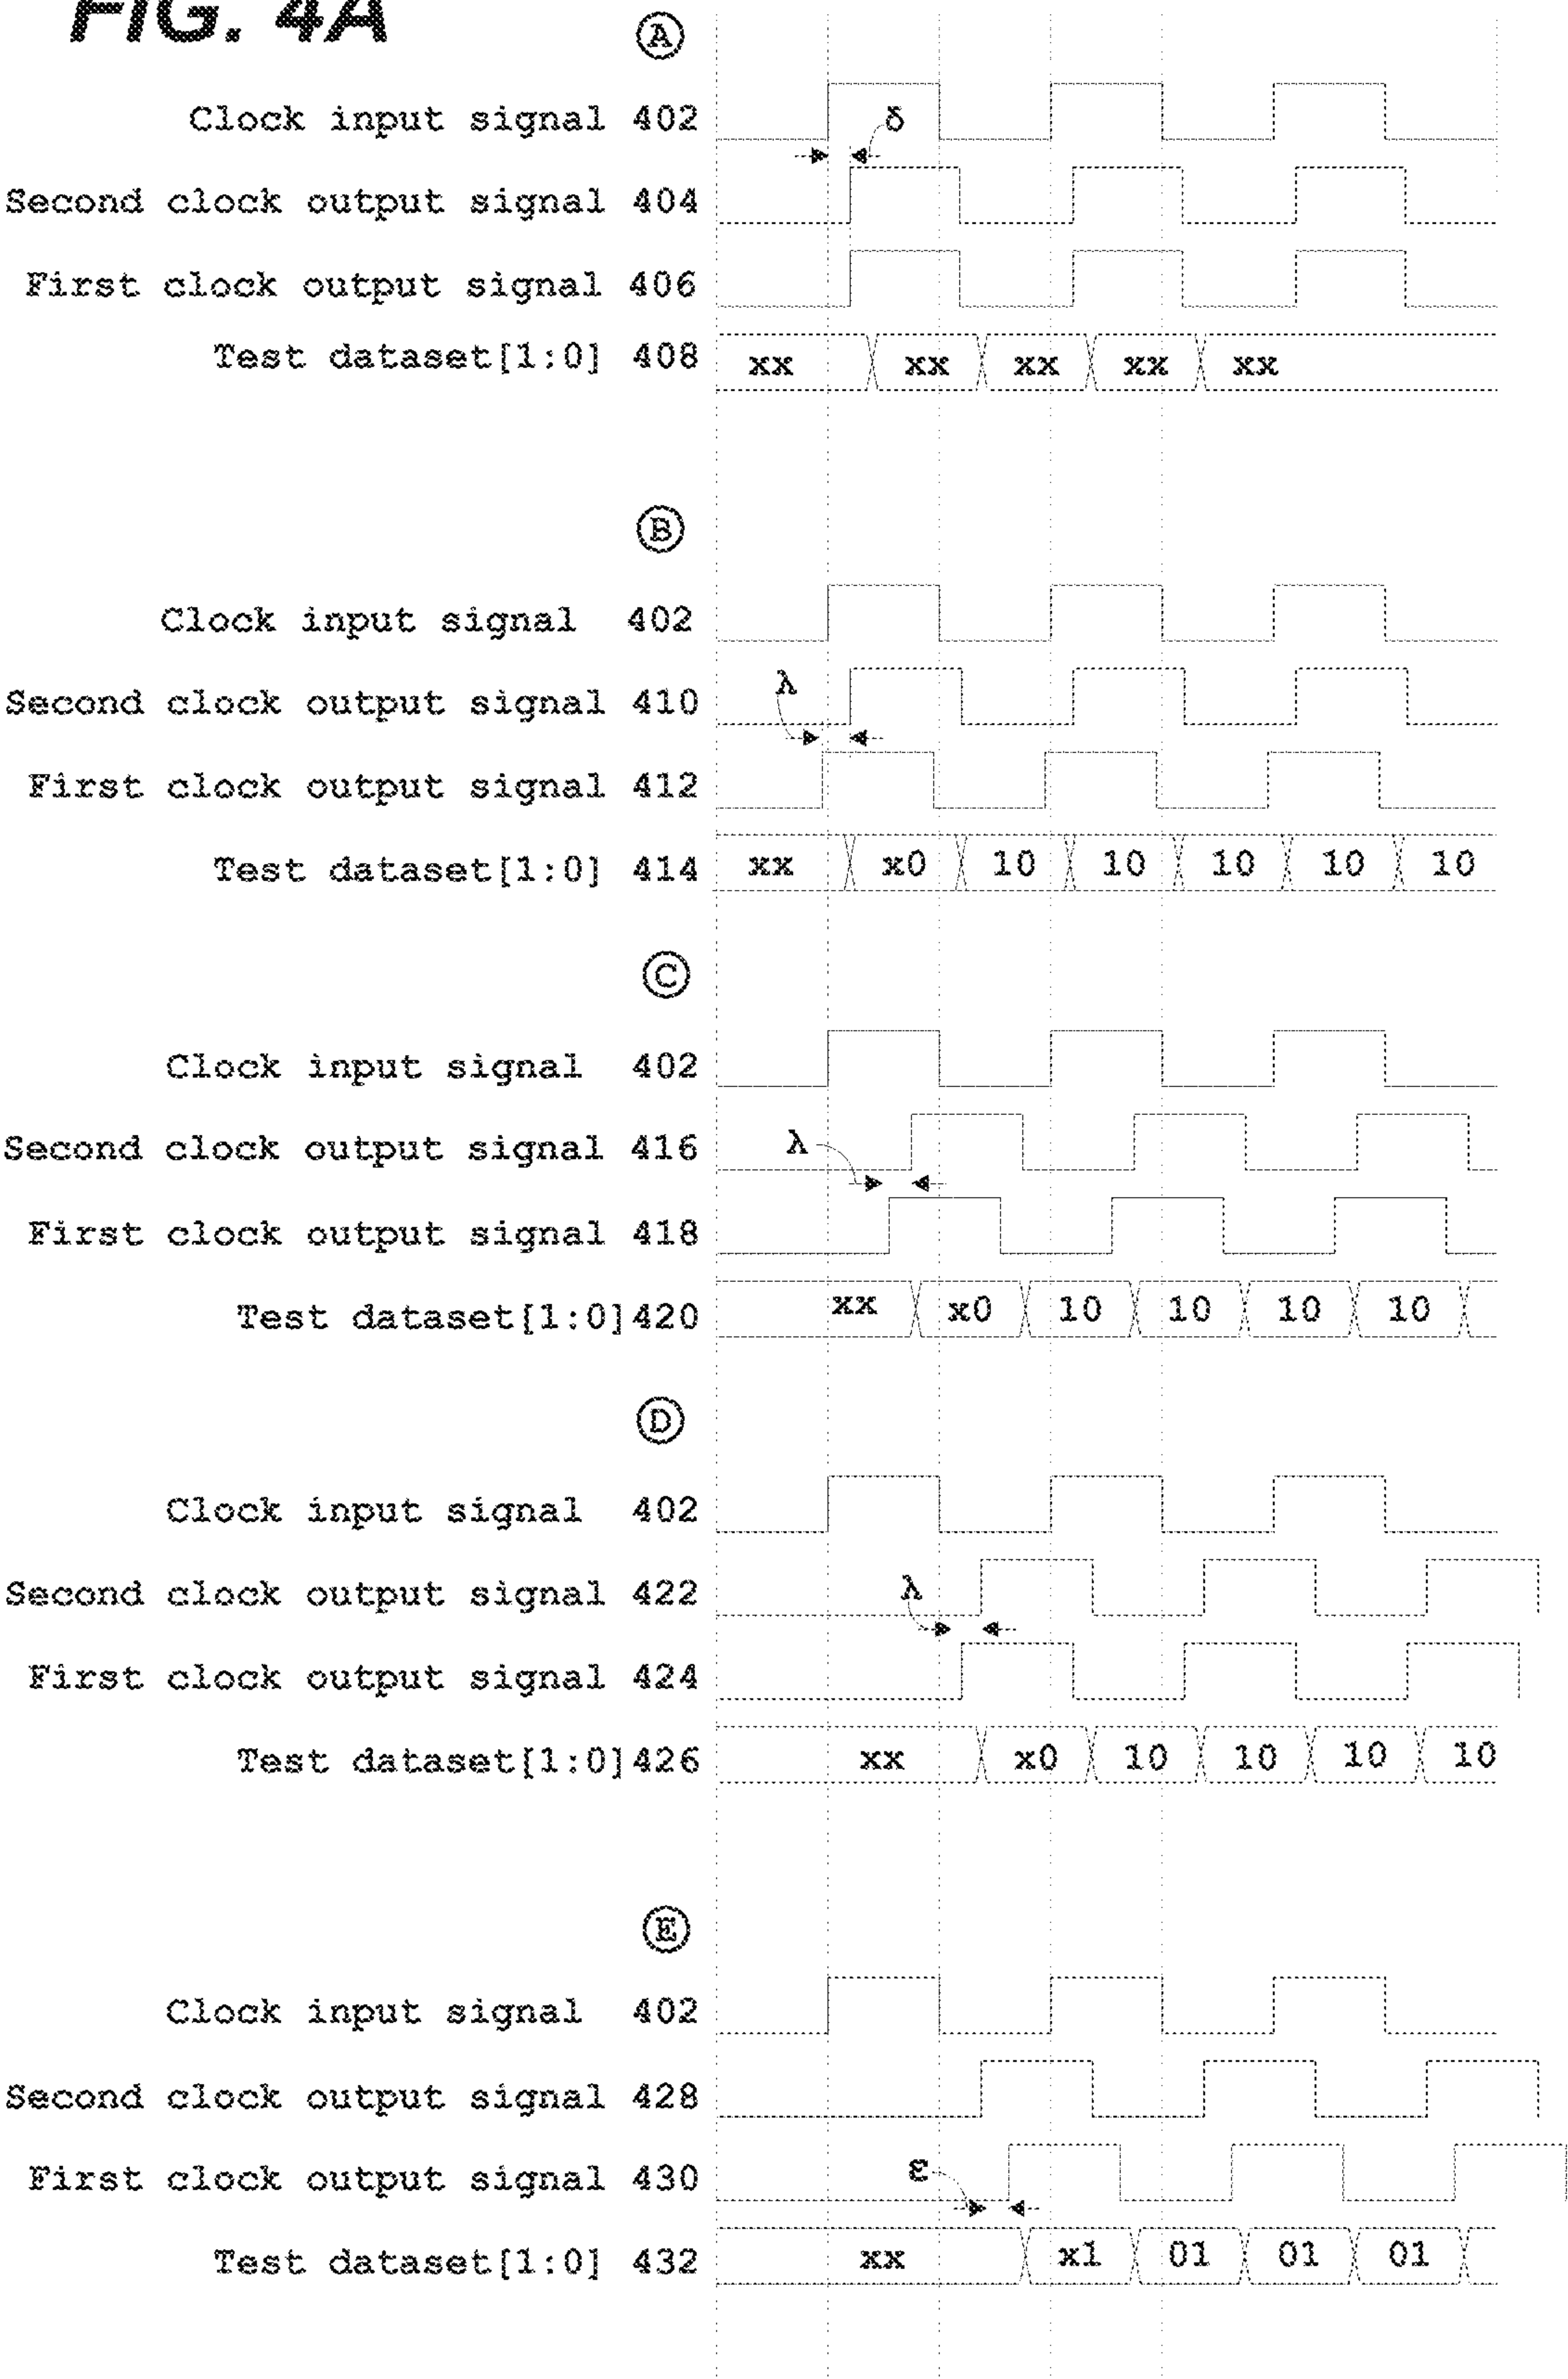 FIG. 4A
A
Clock input signal 402
δ
Second clock output signal 404
First clock output signal 406
Test dataset[1:0] 408 xx xx xx xx xx
B
Clock input signal 402
Second clock output signal 410
λ
First clock output signal 412
Test dataset[1:0] 414 xx x0 10 10 10 10 10
C
Clock input signal 402
Second clock output signal 416
λ
First clock output signal 418
Test dataset[1:0]420 xx x0 10 10 10 10
D
Clock input signal 402
Second clock output signal 422
λ
First clock output signal 424
Test dataset[1:0]426 xx x0 10 10 10 10
E
Clock input signal 402
Second clock output signal 428
First clock output signal 430
ε
Test dataset[1:0] 432 xx x1 01 01 01